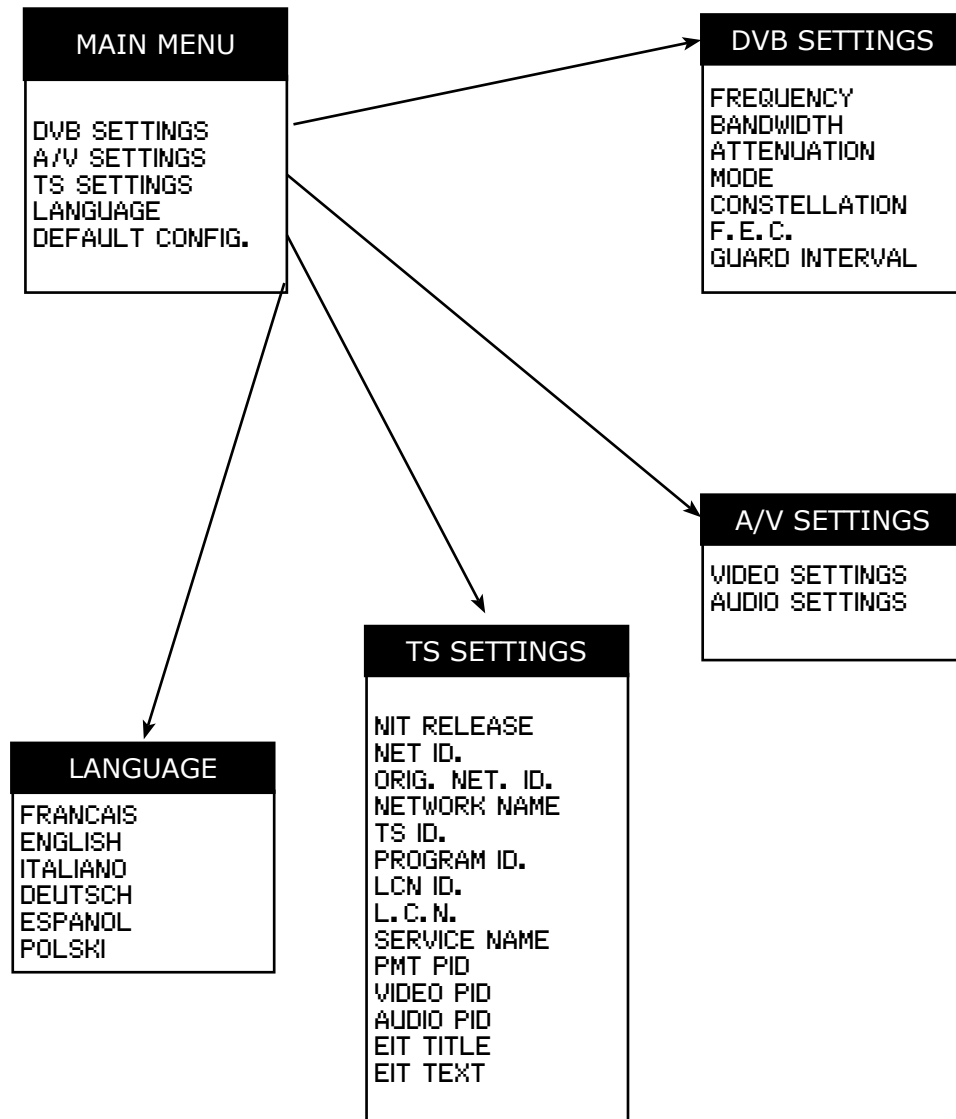 MAIN MENU
DVB SETTINGS
A/V SETTINGS
TS SETTINGS
LANGUAGE
DEFAULT CONFIG.
DVB SETTINGS
FREQUENCY
BANDWIDTH
ATTENUATION
MODE
CONSTELLATION
F.E.C.
GUARD INTERVAL
A/V SETTINGS
VIDEO SETTINGS
AUDIO SETTINGS
TS SETTINGS
NIT RELEASE
NET ID.
ORIG. NET. ID.
NETWORK NAME
TS ID.
PROGRAM ID.
LCN ID.
L.C.N.
SERVICE NAME
PMT PID
VIDEO PID
AUDIO PID
EIT TITLE
EIT TEXT
LANGUAGE
FRANCAIS
ENGLISH
ITALIANO
DEUTSCH
ESPANOL
POLSKI